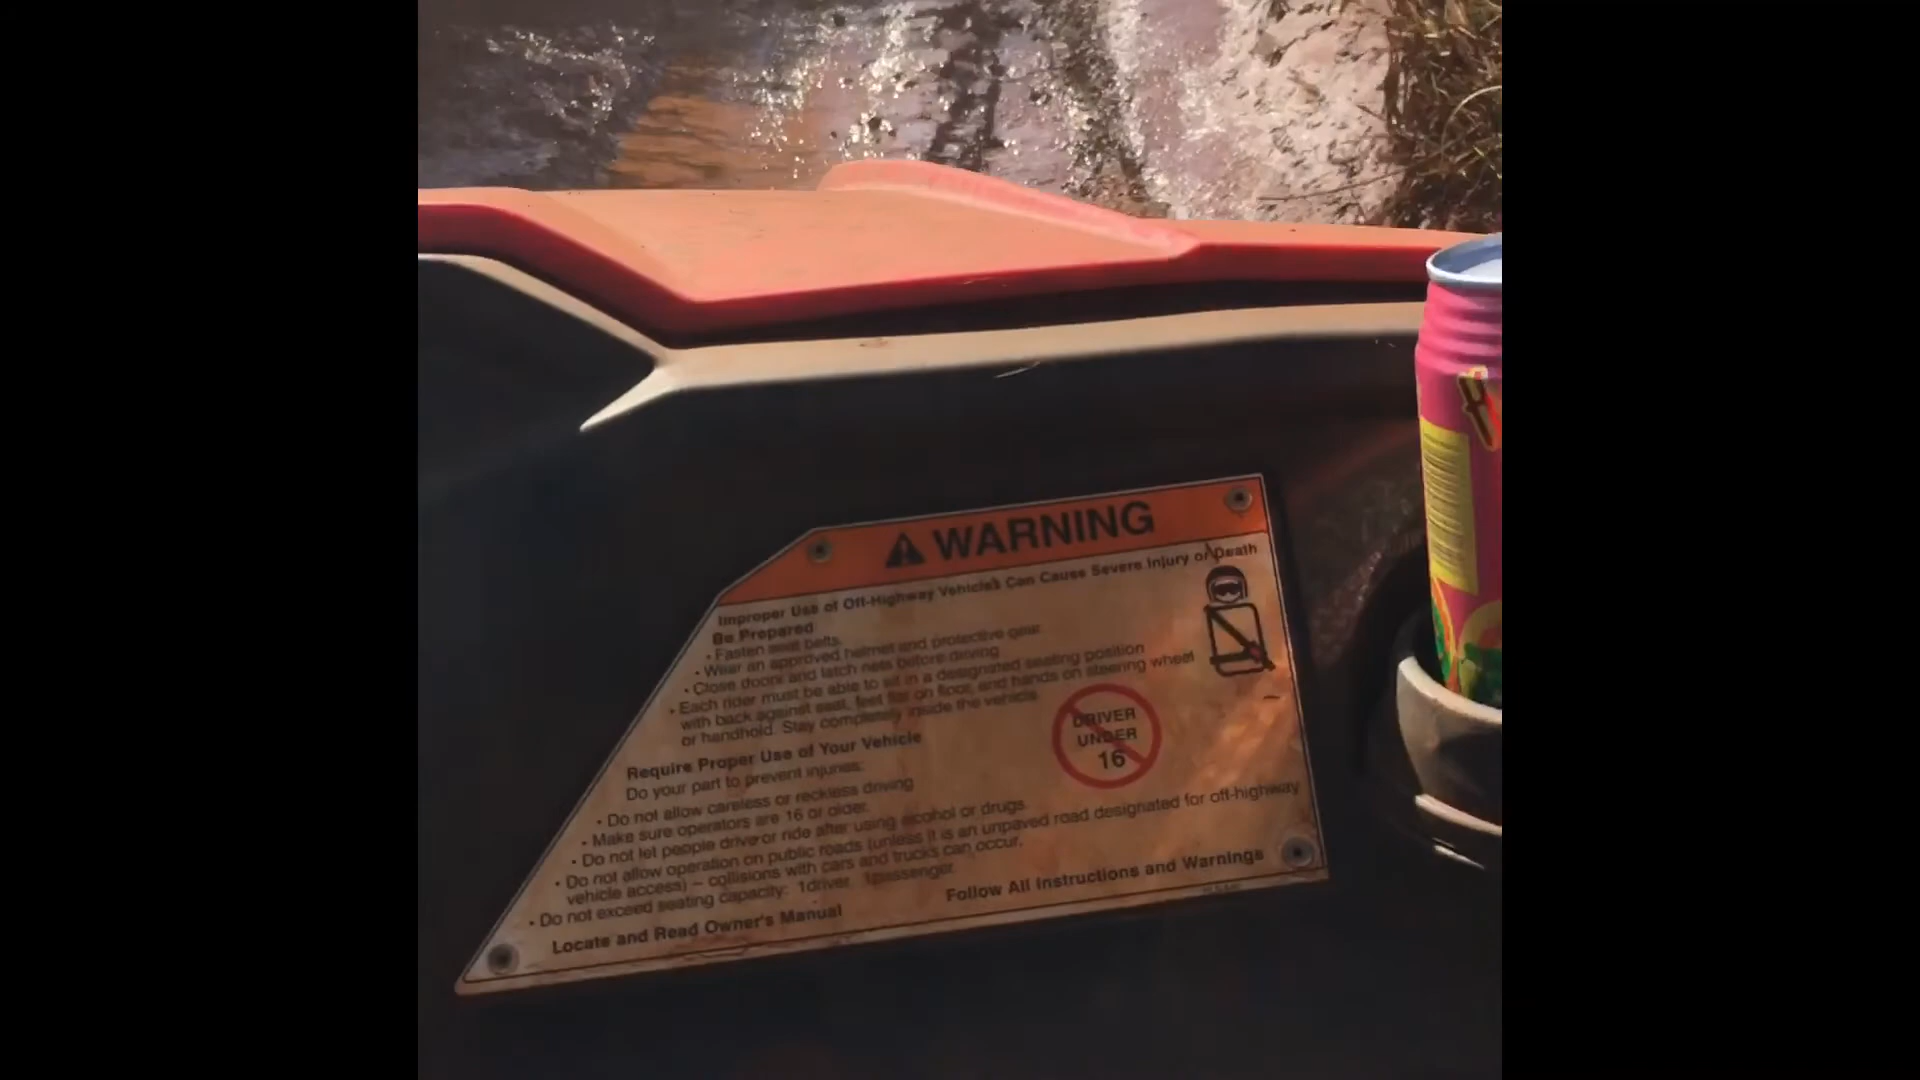 WARNING
Improper Use of Off-Highway Vehicles Can Cause Severe Injury or Death
Be Prepared
• Fasten seat belts.
• Wear an approved helmet and protective gear
• Close doors and latch nets before driving
• Each rider must be able to sit in a designated seating position
with back against seat, feet flat on floor, and hands on steering wheel
or handhold. Stay completely inside the vehicle.
DRIVER
UNDER
16
Require Proper Use of Your Vehicle
Do your part to prevent injuries:
• Do not allow careless or reckless driving
• Make sure operators are 16 or older.
• Do not let people drive or ride after using alcohol or drugs.
• Do not allow operation on public roads (unless it is an unpaved road designated for off-highway
vehicle access) – collisions with cars and trucks can occur.
• Do not exceed seating capacity: 1driver 1passenger.
Locate and Read Owner's Manual
Follow All Instructions and Warnings